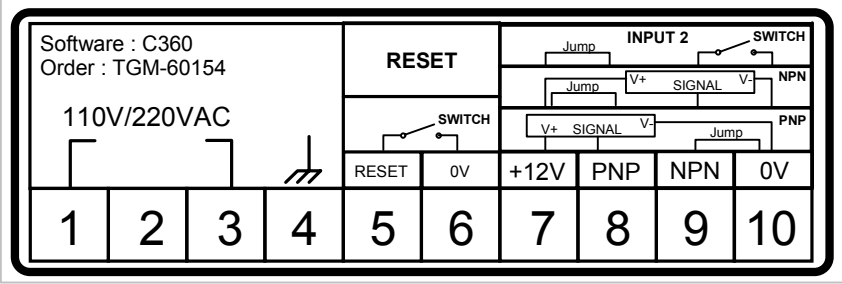 Software : C360
Order : TGM-60154
110V/220VAC
RESET
SWITCH
RESET 0V
INPUT 2
Jump SWITCH
V+ SIGNAL V- NPN
Jump
V+ SIGNAL V- PNP
Jump
+12V PNP NPN 0V
1 2 3 4 5 6 7 8 9 10